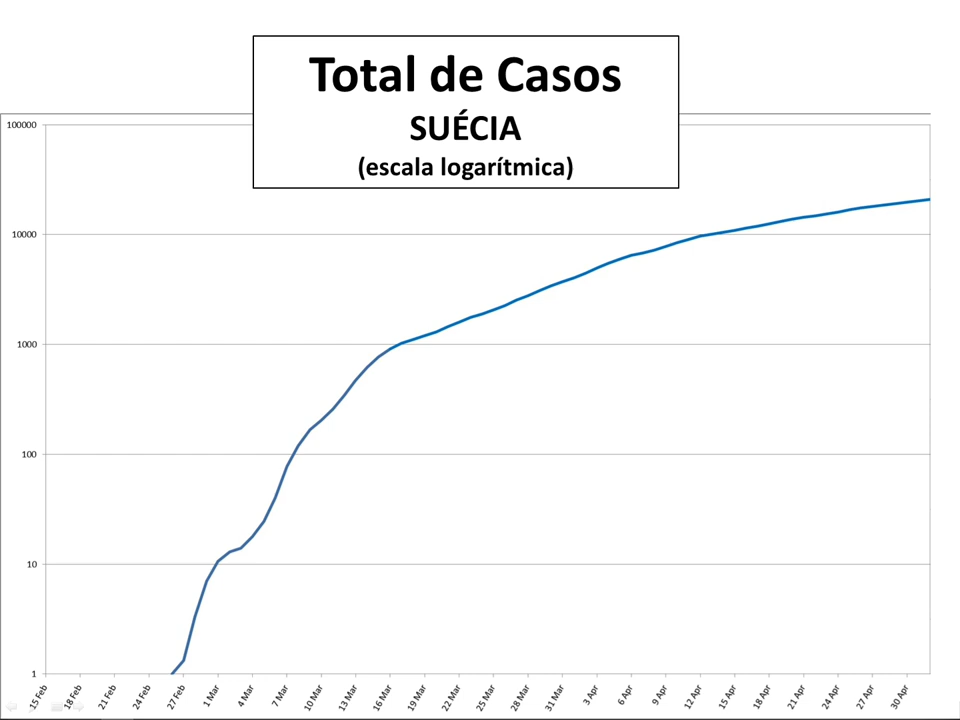 Total de Casos
SUÉCIA
(escala logarítmica)
100000
10000
1000
100
10
1
15 Feb
18 Feb
21 Feb
24 Feb
27 Feb
1 Mar
4 Mar
7 Mar
10 Mar
13 Mar
16 Mar
19 Mar
22 Mar
25 Mar
28 Mar
31 Mar
3 Apr
6 Apr
9 Apr
12 Apr
15 Apr
18 Apr
21 Apr
24 Apr
27 Apr
30 Apr